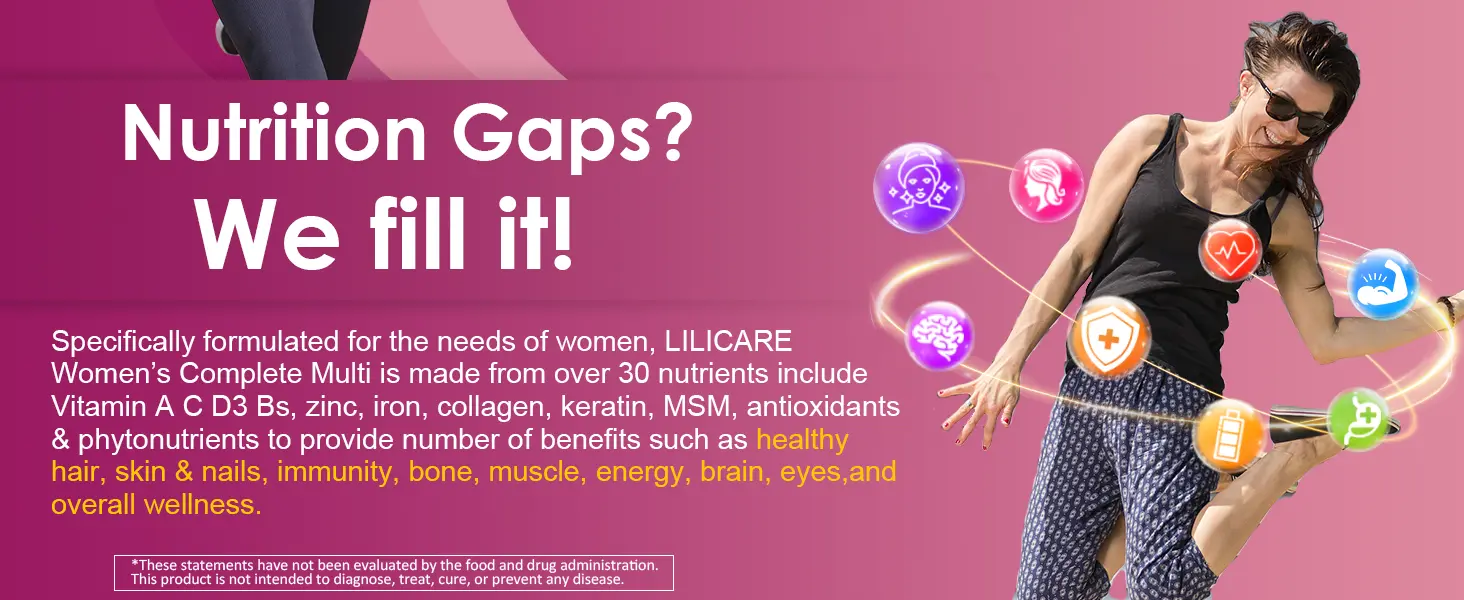 Nutrition Gaps?
We fill it!
Specifically formulated for the needs of women, LILICARE
Women’s Complete Multi is made from over 30 nutrients include
Vitamin A C D3 Bs, zinc, iron, collagen, keratin, MSM, antioxidants
& phytonutrients to provide number of benefits such as healthy
hair, skin & nails, immunity, bone, muscle, energy, brain, eyes,and
overall wellness.
*These statements have not been evaluated by the food and drug administration.
This product is not intended to diagnose, treat, cure, or prevent any disease.